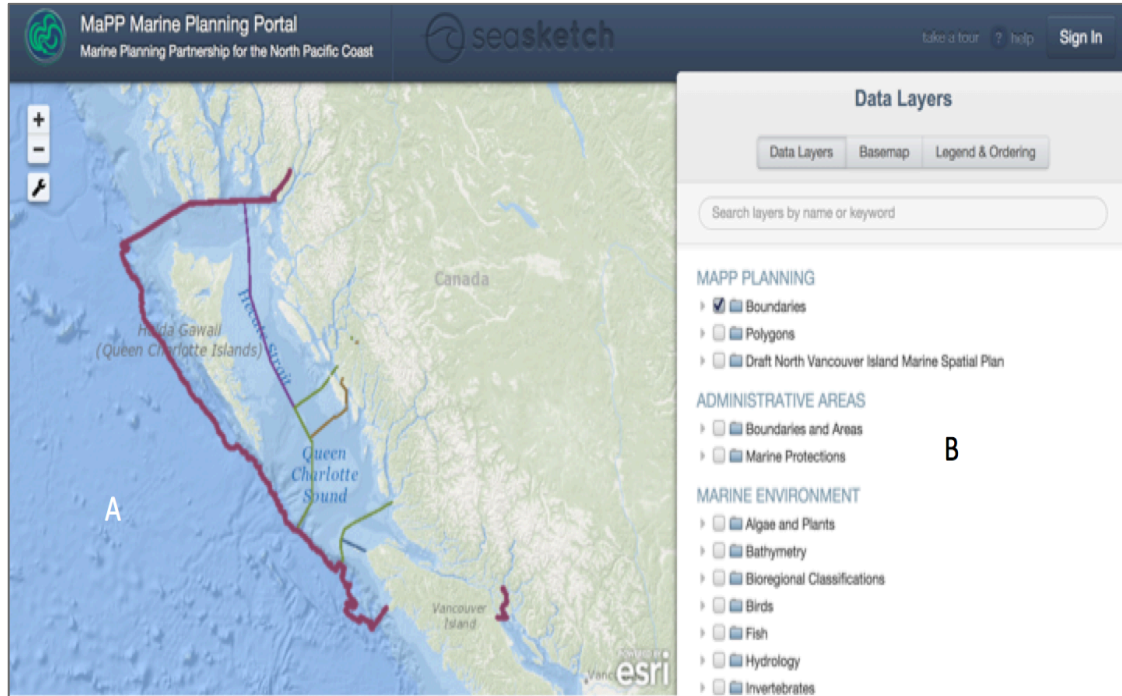 MaPP Marine Planning Portal
Marine Planning Partnership for the North Pacific Coast
seasketch
take a tour ? help
Sign In
+
−
Canada
Hecate Strait
Haida Gawaii
(Queen Charlotte Islands)
Queen
Charlotte
Sound
A
Vancouver
Island
POWERED BY
esri
Data Layers
Data Layers Basemap Legend & Ordering
Search layers by name or keyword
MAPP PLANNING
Boundaries
Polygons
Draft North Vancouver Island Marine Spatial Plan
ADMINISTRATIVE AREAS
Boundaries and Areas
B
Marine Protections
MARINE ENVIRONMENT
Algae and Plants
Bathymetry
Bioregional Classifications
Birds
Fish
Hydrology
Invertebrates